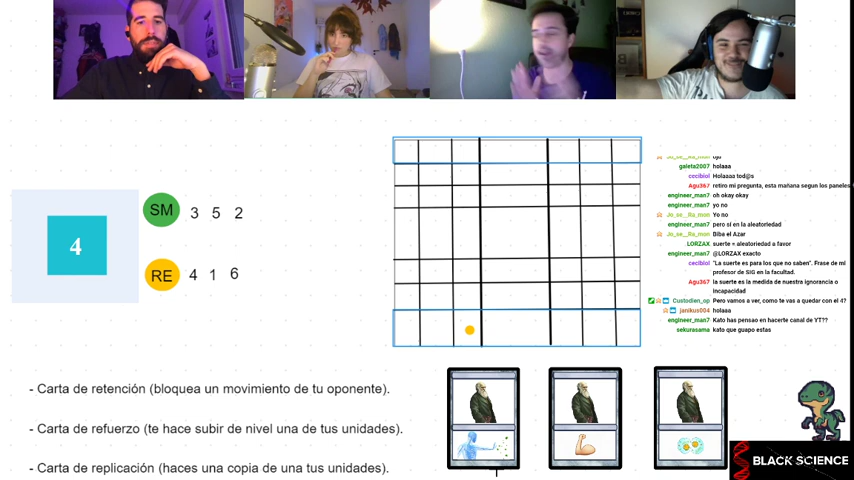 4
SM 3 5 2
RE 4 1 6
- Carta de retención (bloquea un movimiento de tu oponente).
- Carta de refuerzo (te hace subir de nivel una de tus unidades).
- Carta de replicación (haces una copia de una tus unidades).
galeta2007 holaaa
cecibiol Holaaaa tod@s
Agu367 retiro mi pregunta, esta mañana segun los paneles
engineer_man7 oh okay okay
engineer_man7 yo no
Jo_se__Ra_mon Yo no
engineer_man7 pero si en la aleatoriedad
Jo_se__Ra_mon Biba el Azar
LORZAX suerte = aleatoriedad a favor
engineer_man7 @LORZAX exacto
cecibiol "La suerte es para los que no saben". Frase de mi
profesor de SIG en la facultad.
Agu367 la suerte es la medida de nuestra ignorancia o
incapacidad
Custodien_op Pero vamos a ver, como te vas a quedar con el 4?
janikus004 holaaa
engineer_man7 Kato has pensao en hacerte canal de YT??
sekurasama kato que guapo estas
BLACK SCIENCE